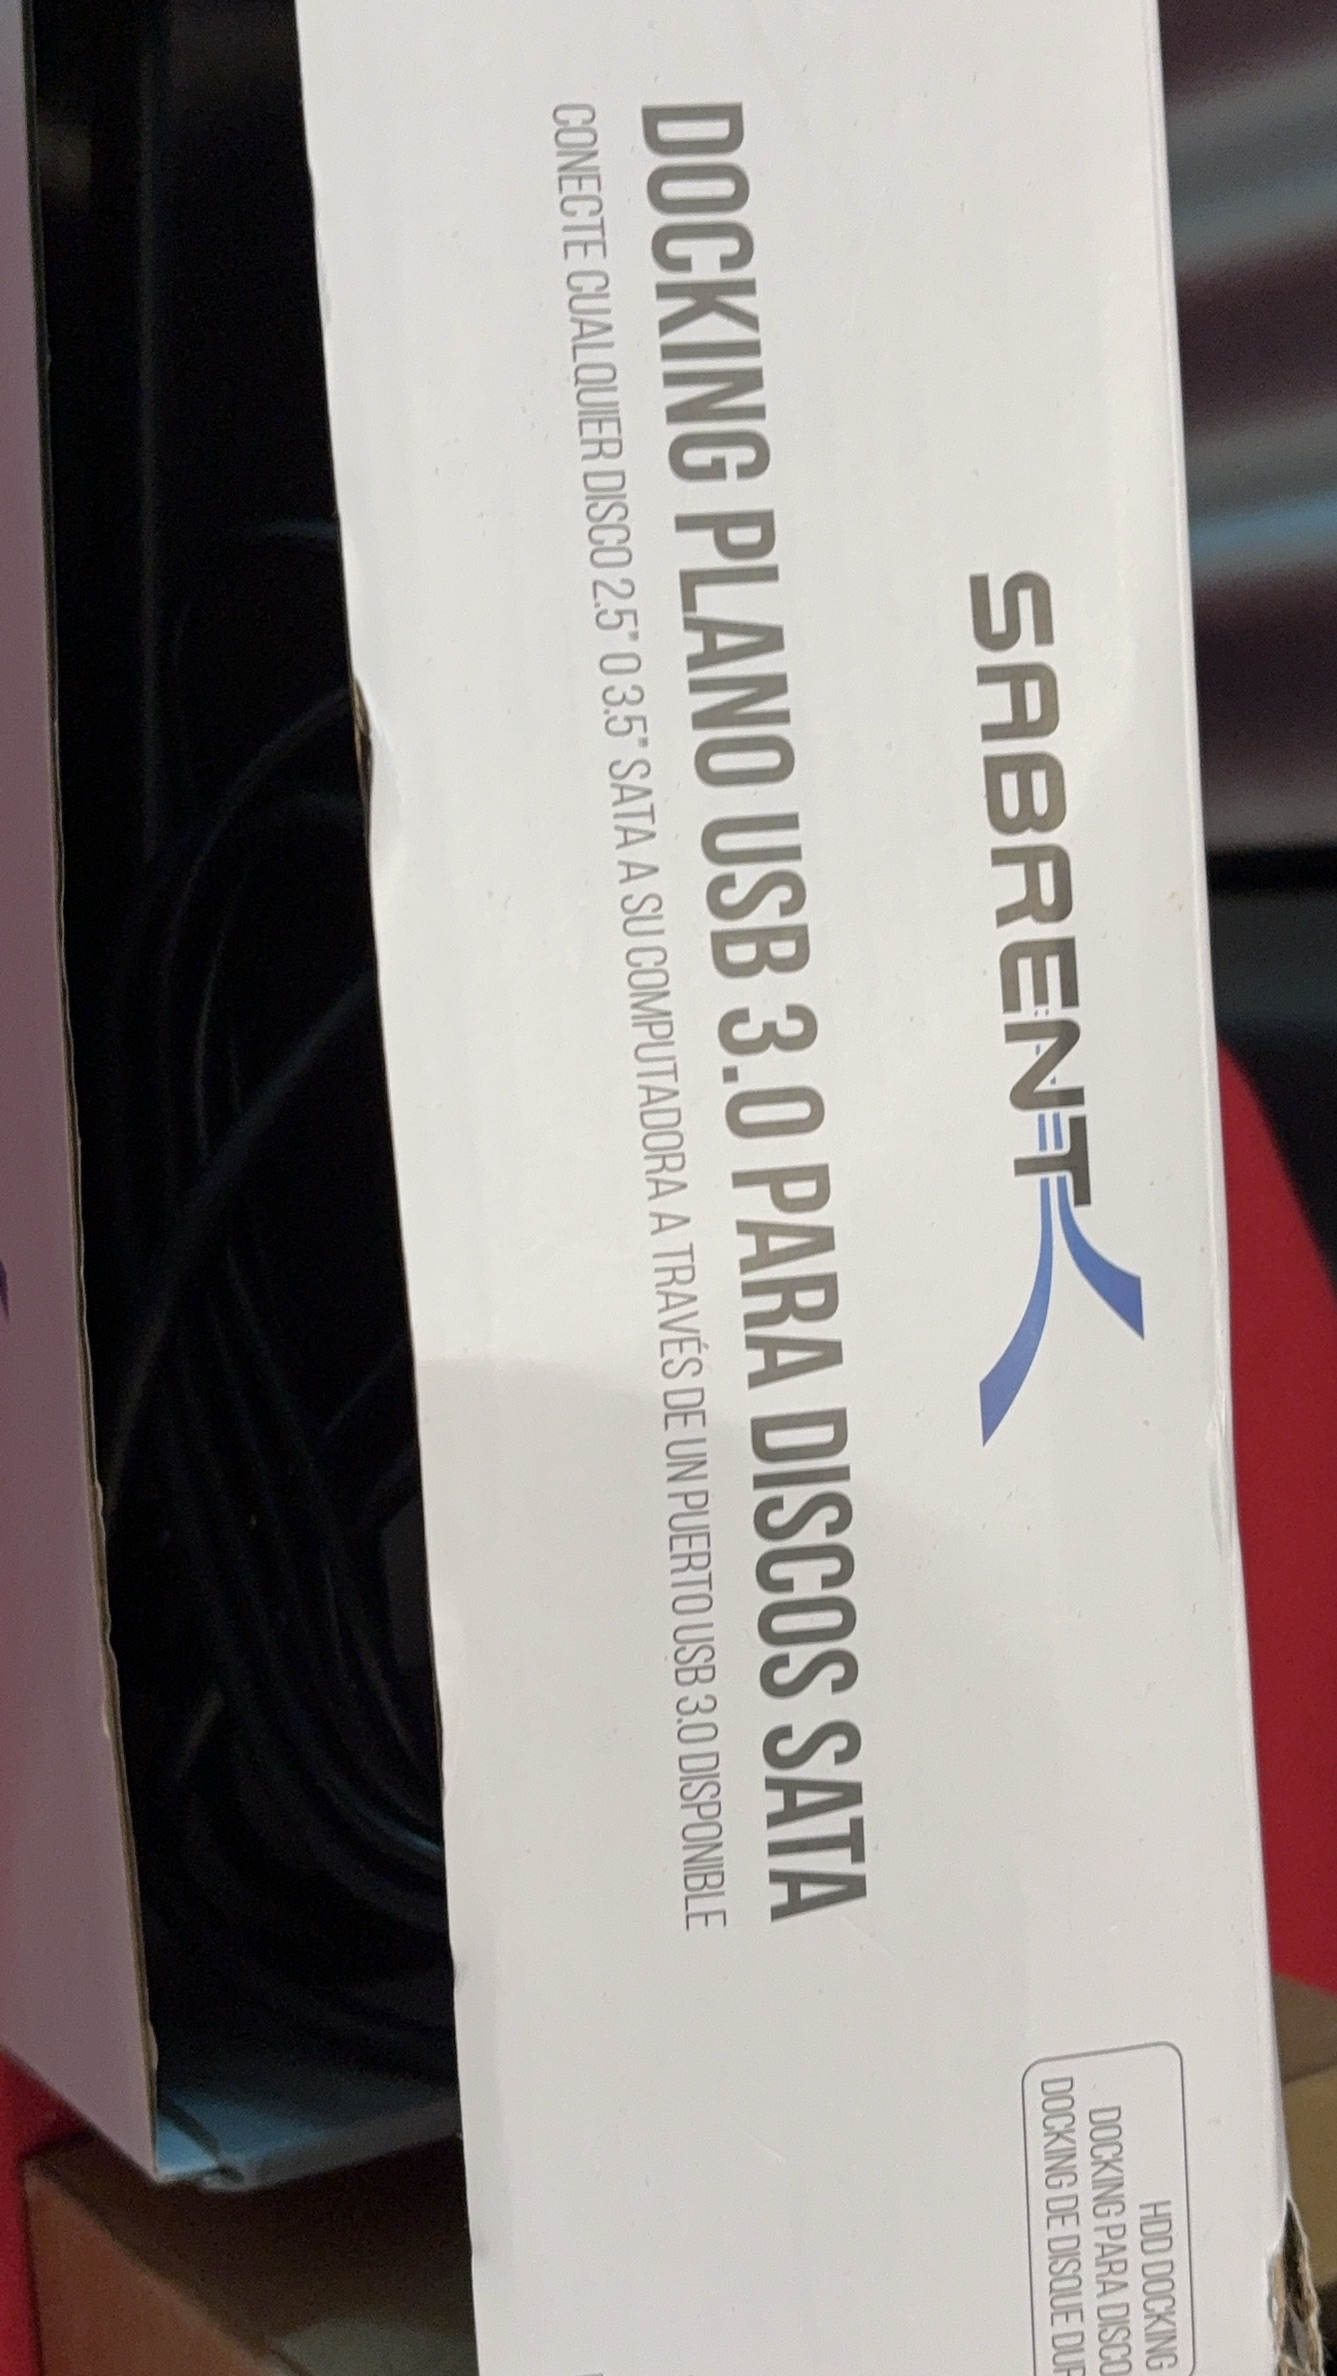 SABRENT
DOCKING PLANO USB 3.0 PARA DISCOS SATA
CONECTE CUALQUIER DISCO 2.5" O 3.5" SATA A SU COMPUTADORA A TRAVÉS DE UN PUERTO USB 3.0 DISPONIBLE
HDD DOCKING
DOCKING PARA DISCO
DOCKING DE DISQUE DUR